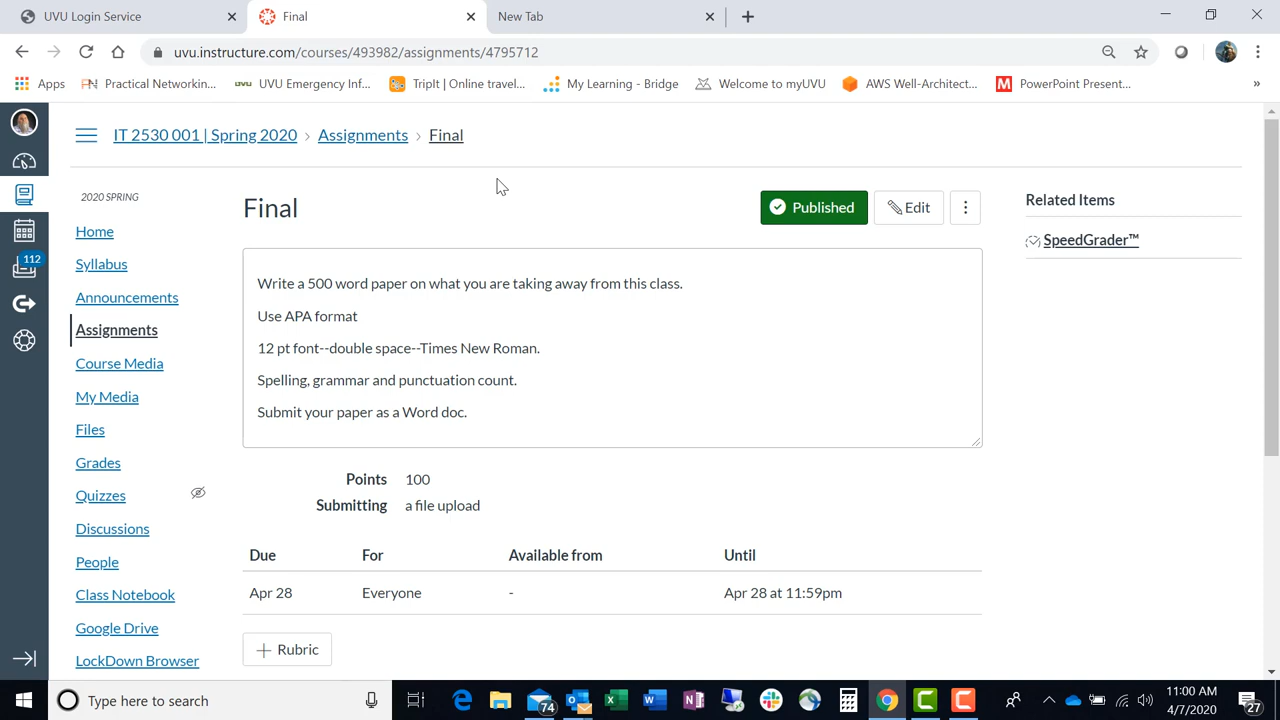 UVU Login Service
Final
New Tab
uvu.instructure.com/courses/493982/assignments/4795712
Apps
Practical Networkin...
UVU Emergency Inf...
TripIt | Online travel...
My Learning - Bridge
Welcome to myUVU
AWS Well-Architect...
PowerPoint Present...
»
IT 2530 001 | Spring 2020 › Assignments › Final
2020 SPRING
Home
Syllabus
Announcements
Assignments
Course Media
My Media
Files
Grades
Quizzes
Discussions
People
Class Notebook
Google Drive
LockDown Browser
112
Final
Published
Edit
Write a 500 word paper on what you are taking away from this class.
Use APA format
12 pt font--double space--Times New Roman.
Spelling, grammar and punctuation count.
Submit your paper as a Word doc.
Points 100
Submitting a file upload
Due For Available from Until
Apr 28 Everyone - Apr 28 at 11:59pm
Rubric
Related Items
SpeedGrader™
Type here to search
74
11:00 AM
4/7/2020
27